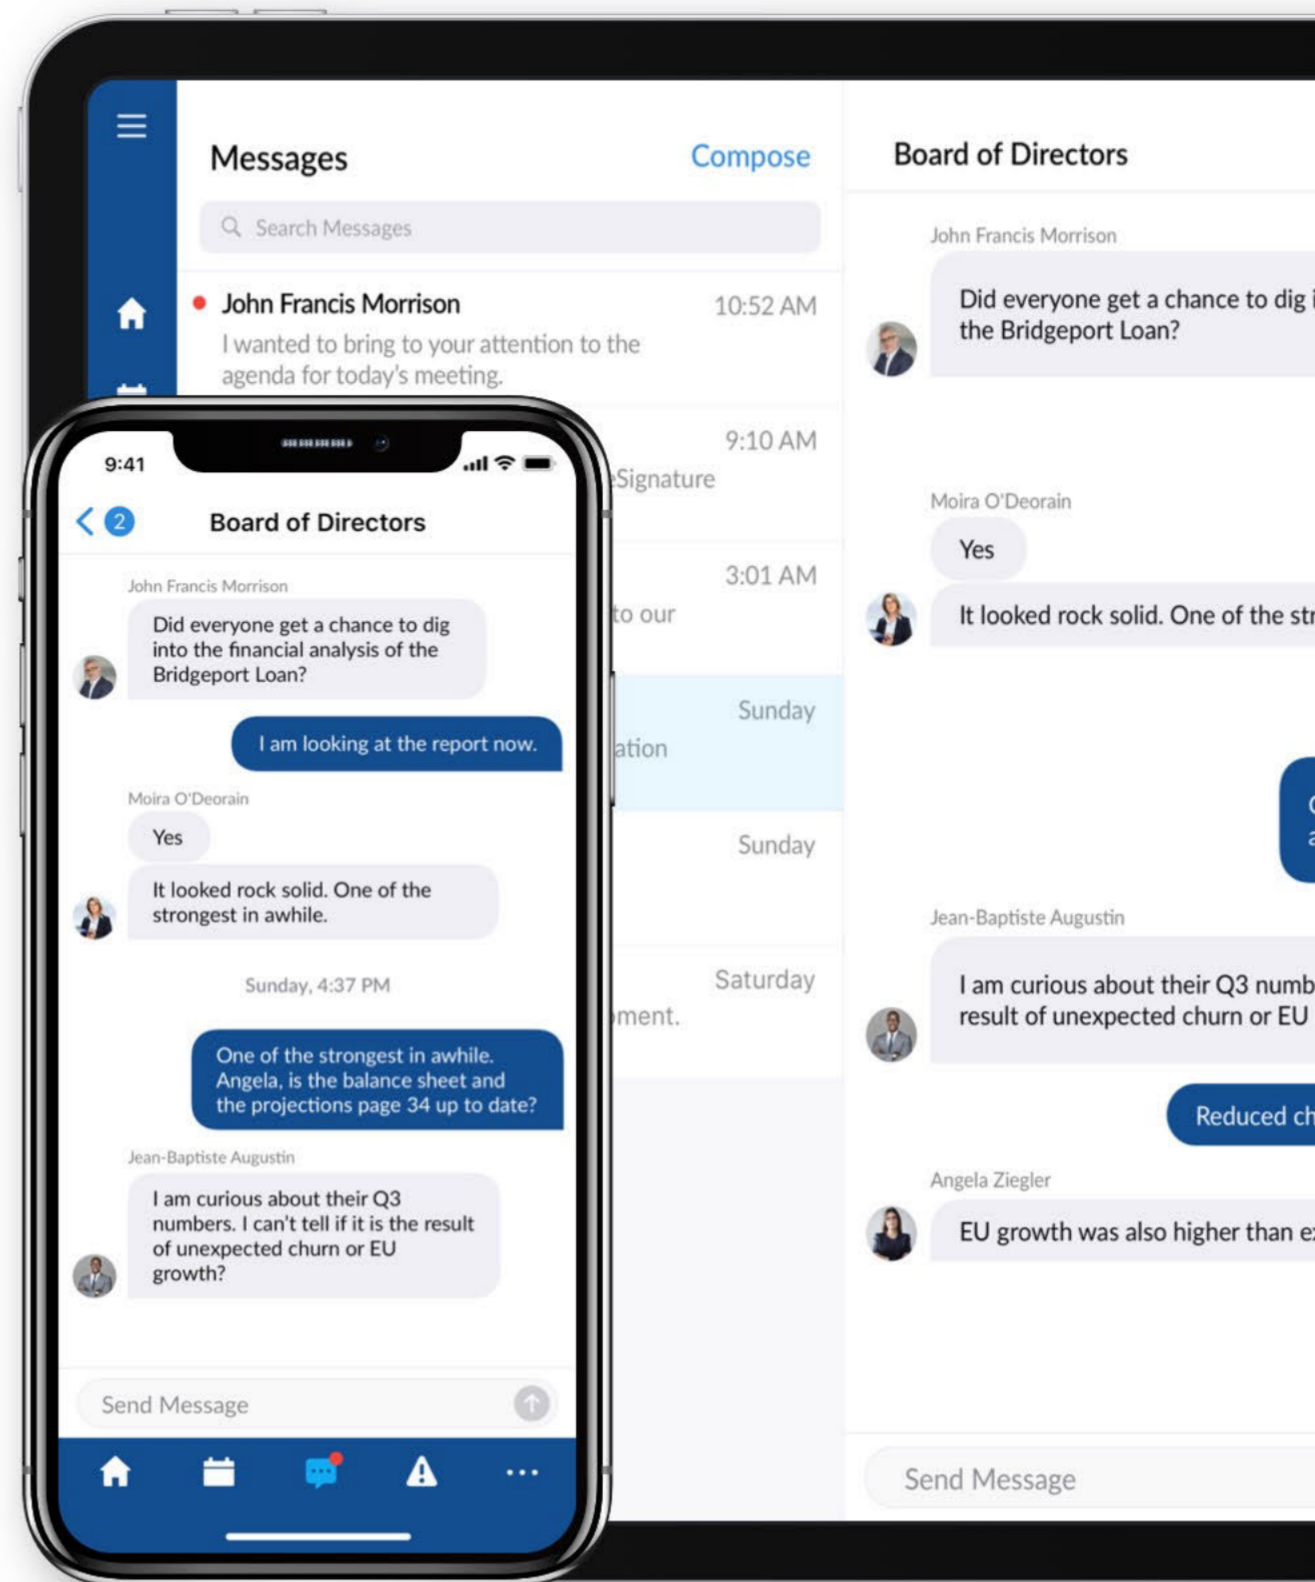 Messages
Compose
Search Messages
John Francis Morrison
10:52 AM
I wanted to bring to your attention to the
agenda for today's meeting.
9:10 AM
3:01 AM
to our
Sunday
Sunday
Saturday
Board of Directors
John Francis Morrison
Did everyone get a chance to dig
the Bridgeport Loan?
Moira O'Deorain
Yes
It looked rock solid. One of the
Jean-Baptiste Augustin
I am curious about their Q3
result of unexpected churn or EU
Reduced
Angela Ziegler
EU growth was also higher than
Send Message
9:41
2
Board of Directors
John Francis Morrison
Did everyone get a chance to dig
into the financial analysis of the
Bridgeport Loan?
I am looking at the report now.
Moira O'Deorain
Yes
It looked rock solid. One of the
strongest in awhile.
Sunday, 4:37 PM
One of the strongest in awhile.
Angela, is the balance sheet and
the projections page 34 up to date?
Jean-Baptiste Augustin
I am curious about their Q3
numbers. I can't tell if it is the result
of unexpected churn or EU
growth?
Send Message